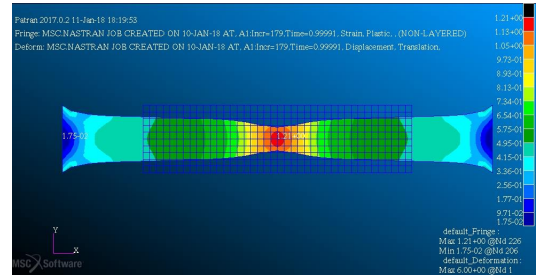 Patran 2017.0.2 11-Jan-18 18:19:53
Fringe: MSC.NASTRAN JOB CREATED ON 10-JAN-18 AT, A1:Incr=179,Time=0.99991, Strain, Plastic, , (NON-LAYERED)
Deform: MSC.NASTRAN JOB CREATED ON 10-JAN-18 AT, A1:Incr=179,Time=0.99991, Displacement, Translation,
1.21+00
1.13+00
1.05+00
9.73-01
8.93-01
8.13-01
7.34-01
6.54-01
5.75-01
4.95-01
4.15-01
3.36-01
2.56-01
1.77-01
9.71-02
1.75-02
1.75-02
1.21+00
Y
X
MSC Software
default_Fringe :
Max 1.21+00 @Nd 226
Min 1.75-02 @Nd 206
default_Deformation :
Max 6.00+00 @Nd 1